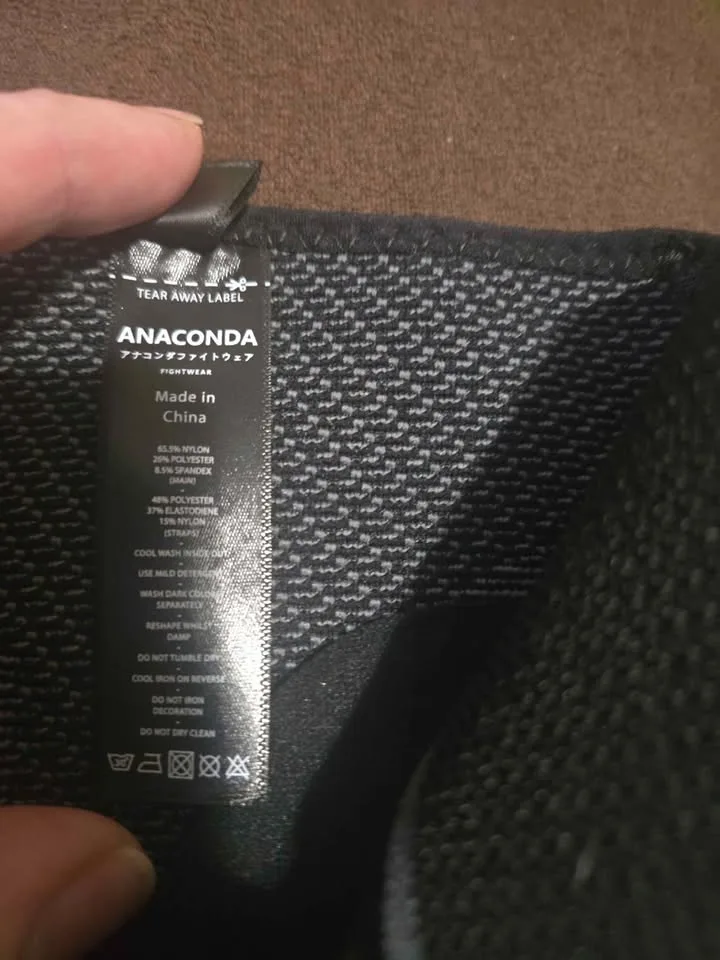 TEAR AWAY LABEL
ANACONDA
アナコンダファイトウェア
FIGHTWEAR
Made in
China
65.5% NYLON
26% POLYESTER
8.5% SPANDEX
(MAIN)
-
48% POLYESTER
37% ELASTODIENE
15% NYLON
(STRAPS)
-
COOL WASH INSIDE OUT
-
USE MILD DETERGENT
-
WASH DARK COLOURS
SEPARATELY
-
RESHAPE WHILST
DAMP
-
DO NOT TUMBLE DRY
-
COOL IRON ON REVERSE
-
DO NOT IRON
DECORATION
-
DO NOT DRY CLEAN
30